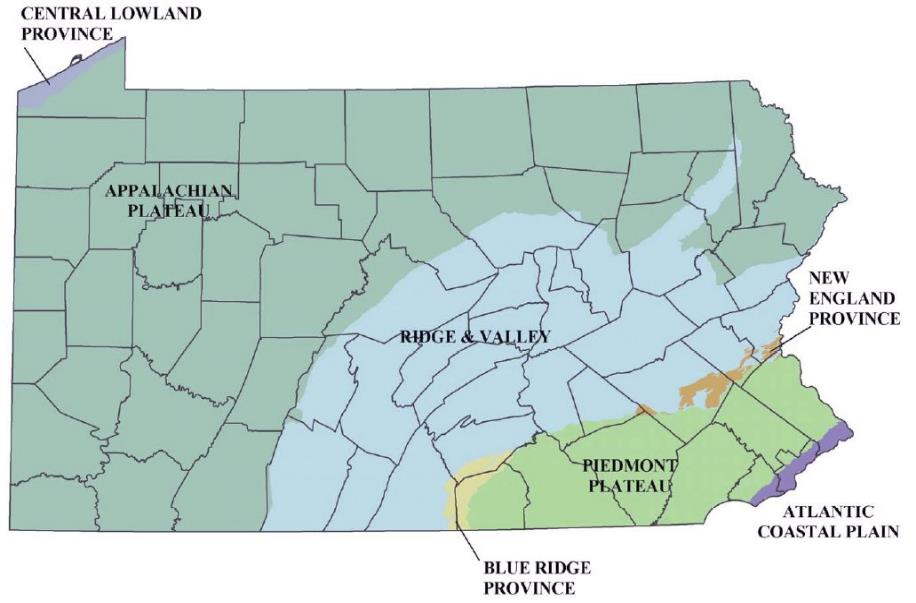 CENTRAL LOWLAND
PROVINCE
APPALACHIAN
PLATEAU
NEW
ENGLAND
PROVINCE
RIDGE & VALLEY
PIEDMONT
PLATEAU
ATLANTIC
COASTAL PLAIN
BLUE RIDGE
PROVINCE